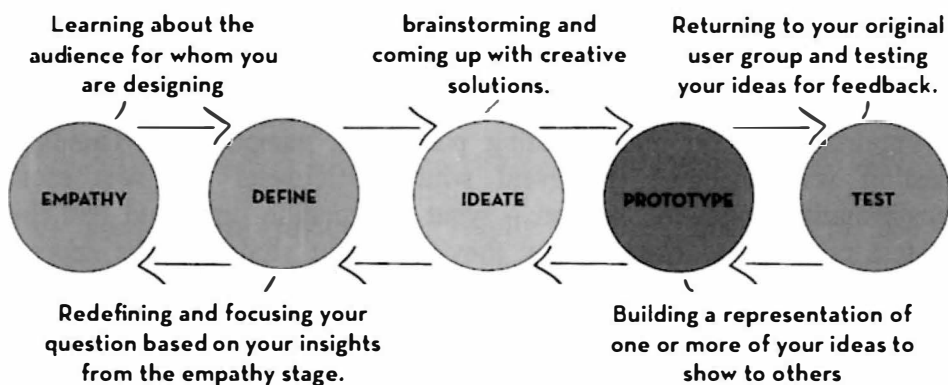 Learning about the
audience for whom you
are designing
brainstorming and
coming up with creative
solutions.
Returning to your original
user group and testing
your ideas for feedback.
EMPATHY
DEFINE
IDEATE
PROTOTYPE
TEST
Redefining and focusing your
question based on your insights
from the empathy stage.
Building a representation of
one or more of your ideas to
show to others